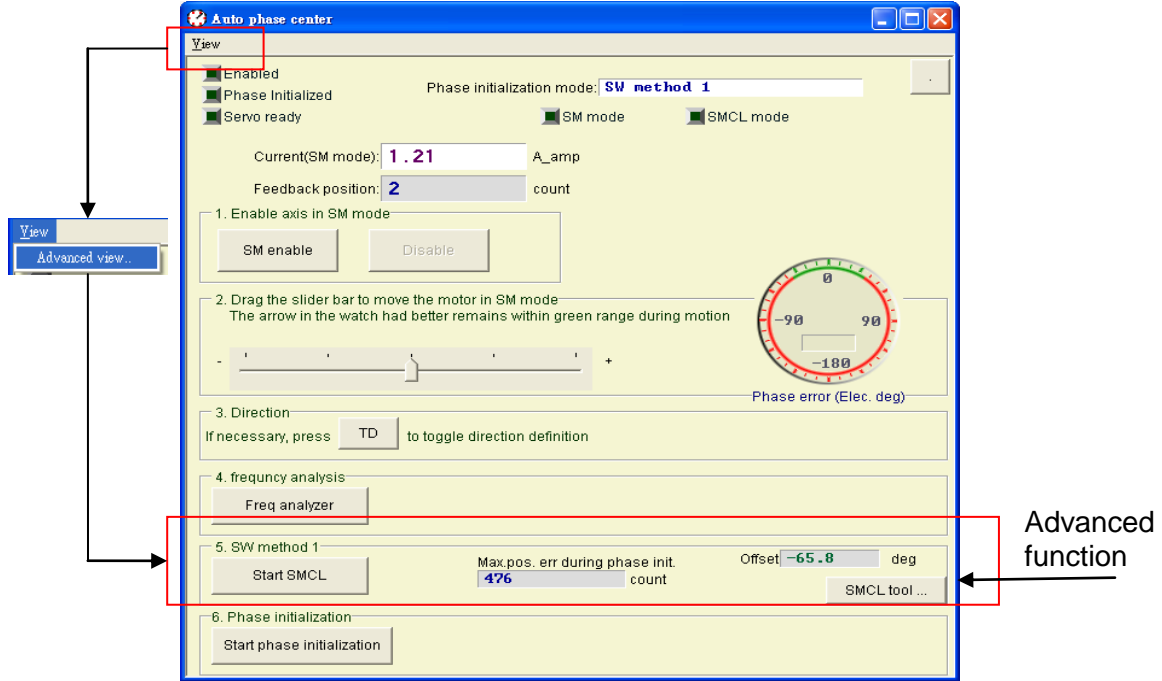 Auto phase center
View
Enabled
Phase Initialized
Servo ready
Phase initialization mode: SW method 1
.
SM mode
SMCL mode
Current(SM mode): 1.21 A_amp
Feedback position: 2 count
1. Enable axis in SM mode
SM enable
Disable
View
Advanced view..
2. Drag the slider bar to move the motor in SM mode
The arrow in the watch had better remains within green range during motion
- +
0
-90 90
-180
Phase error (Elec. deg)
3. Direction
If necessary, press TD to toggle direction definition
4. frequncy analysis
Freq analyzer
5. SW method 1
Start SMCL
Max.pos. err during phase init.
476 count
Offset -65.8 deg
SMCL tool ...
Advanced
function
6. Phase initialization
Start phase initialization